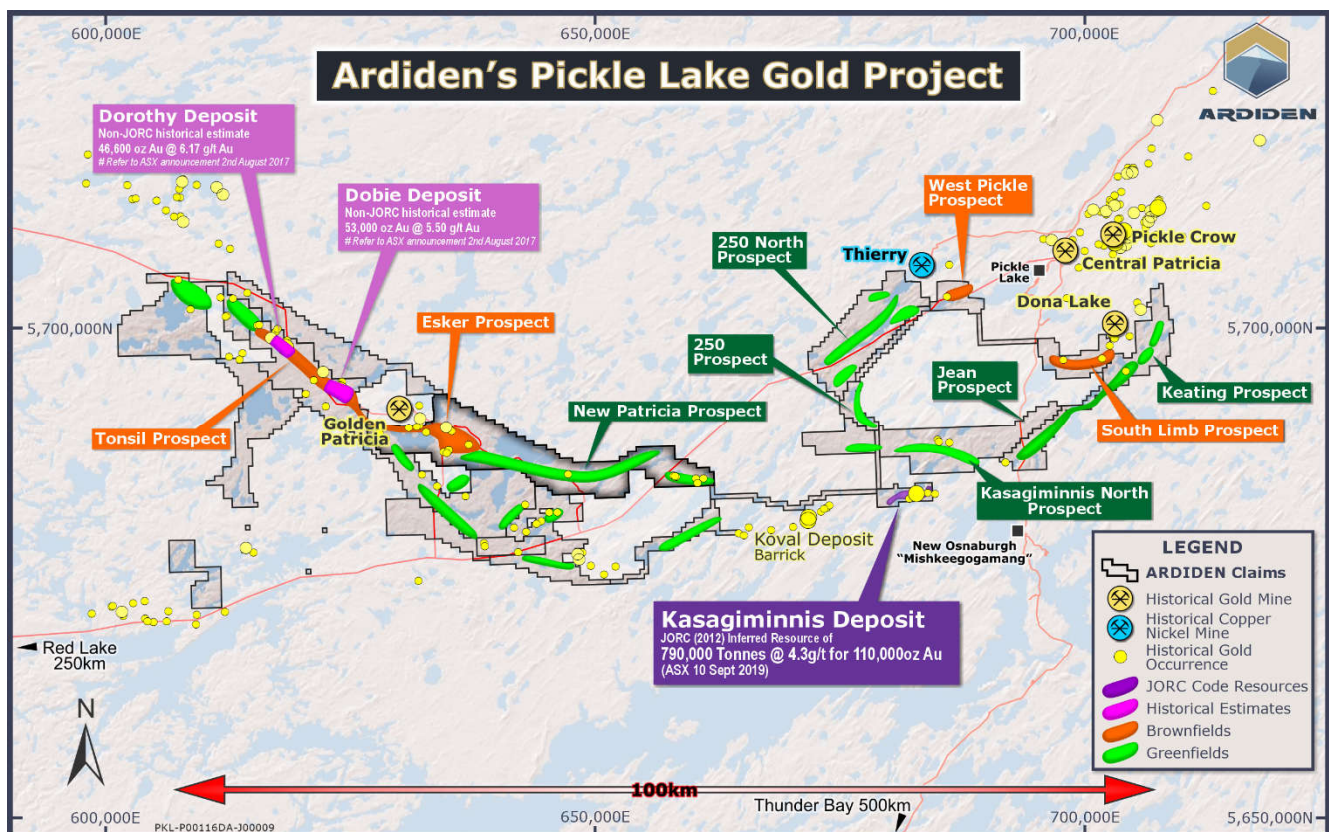 600,000E
650,000E
700,000E
Ardiden's Pickle Lake Gold Project
ARDIDEN
Dorothy Deposit
Non-JORC historical estimate
46,600 oz Au @ 6.17 g/t Au
# Refer to ASX announcement 2nd August 2017
Dobie Deposit
Non-JORC historical estimate
53,000 oz Au @ 5.50 g/t Au
# Refer to ASX announcement 2nd August 2017
West Pickle
Prospect
250 North
Prospect
Thierry
Pickle
Lake
Pickle Crow
Central Patricia
Dona Lake
5,700,000N
5,700,000N
Esker Prospect
250
Prospect
Jean
Prospect
Keating Prospect
New Patricia Prospect
Tonsil Prospect
Golden
Patricia
South Limb Prospect
Kasagiminnis North
Prospect
Kōval Deposit
Barrick
New Osnaburgh
"Mishkeegogamang"
Kasagiminnis Deposit
JORC (2012) Inferred Resource of
790,000 Tonnes @ 4.3g/t for 110,000oz Au
(ASX 10 Sept 2019)
LEGEND
ARDIDEN Claims
Historical Gold Mine
Historical Copper
Nickel Mine
Historical Gold
Occurrence
JORC Code Resources
Historical Estimates
Brownfields
Greenfields
Red Lake
250km
N
100km
Thunder Bay 500km
600,000E
650,000E
700,000E
5,650,000N
PKL-P00116DA-J00009